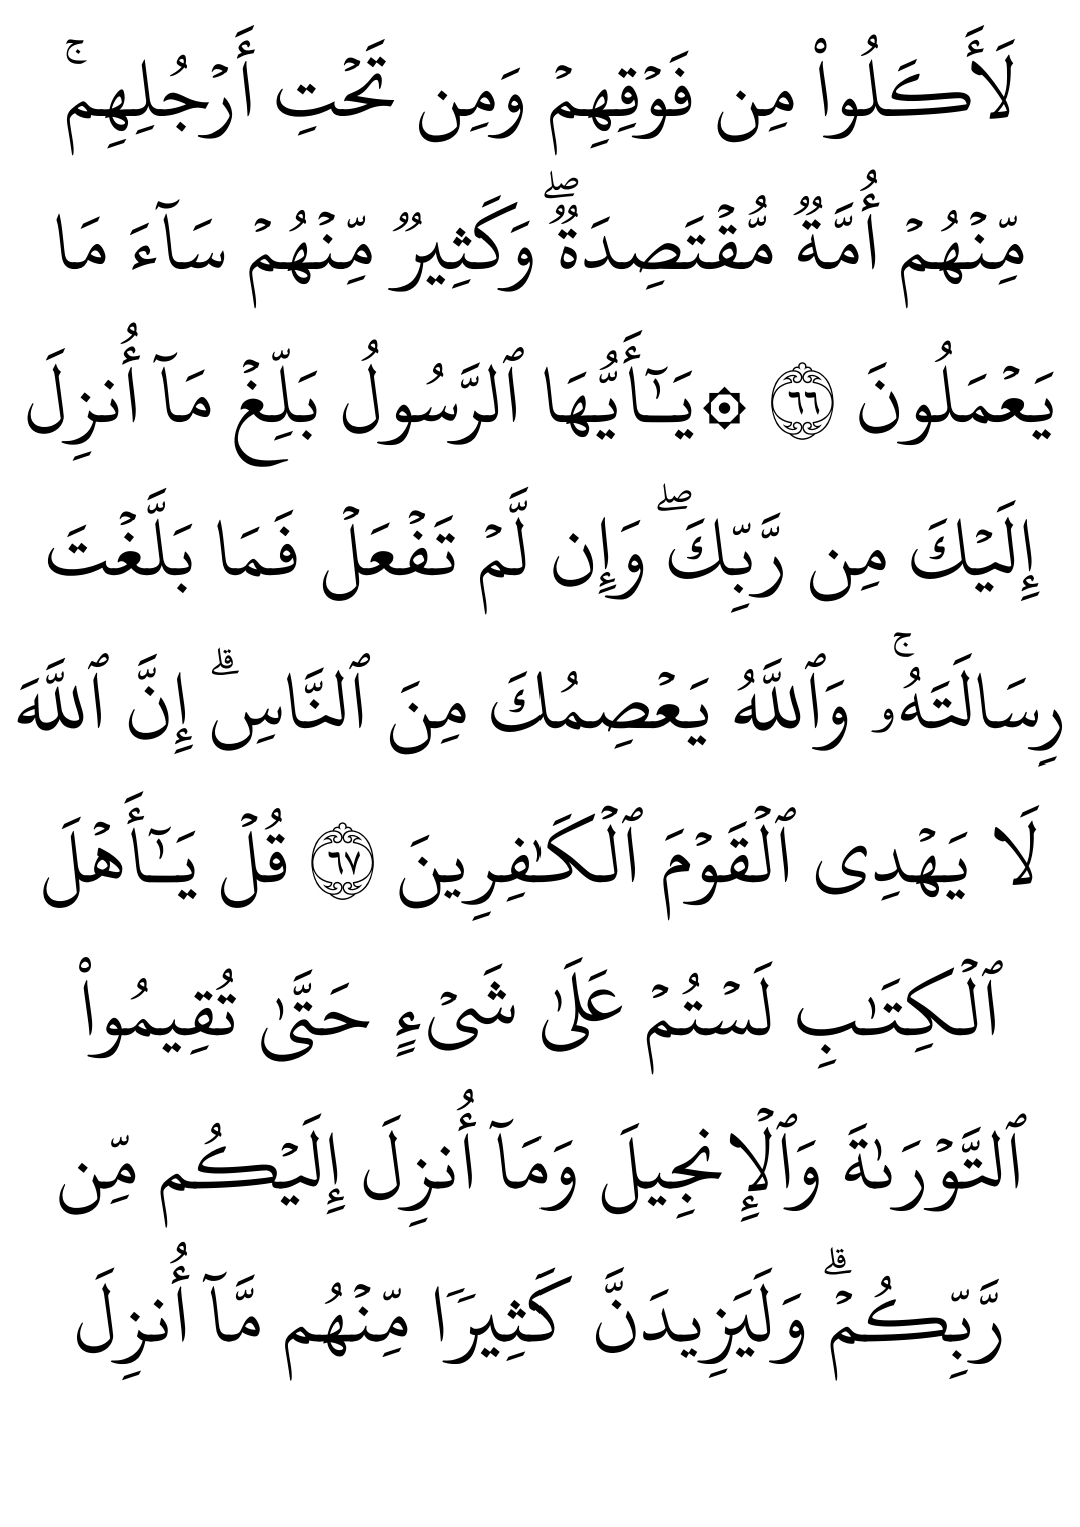 لَأَكَلُوا۟ مِن فَوْقِهِمْ وَمِن تَحْتِ أَرْجُلِهِم ۚ
مِّنْهُمْ أُمَّةٌ مُّقْتَصِدَةٌ ۖ وَكَثِيرٌ مِّنْهُمْ سَآءَ مَا
يَعْمَلُونَ ٦٦ ۞ يَـٰٓأَيُّهَا ٱلرَّسُولُ بَلِّغْ مَآ أُنزِلَ
إِلَيْكَ مِن رَّبِّكَ ۖ وَإِن لَّمْ تَفْعَلْ فَمَا بَلَّغْتَ
رِسَالَتَهُۥ ۚ وَٱللَّهُ يَعْصِمُكَ مِنَ ٱلنَّاسِ ۗ إِنَّ ٱللَّهَ
لَا يَهْدِى ٱلْقَوْمَ ٱلْكَـٰفِرِينَ ٦٧ قُلْ يَـٰٓأَهْلَ
ٱلْكِتَـٰبِ لَسْتُمْ عَلَىٰ شَىْءٍ حَتَّىٰ تُقِيمُوا۟
ٱلتَّوْرَىٰةَ وَٱلْإِنجِيلَ وَمَآ أُنزِلَ إِلَيْكُم مِّن
رَّبِّكُمْ ۗ وَلَيَزِيدَنَّ كَثِيرًا مِّنْهُم مَّآ أُنزِلَ